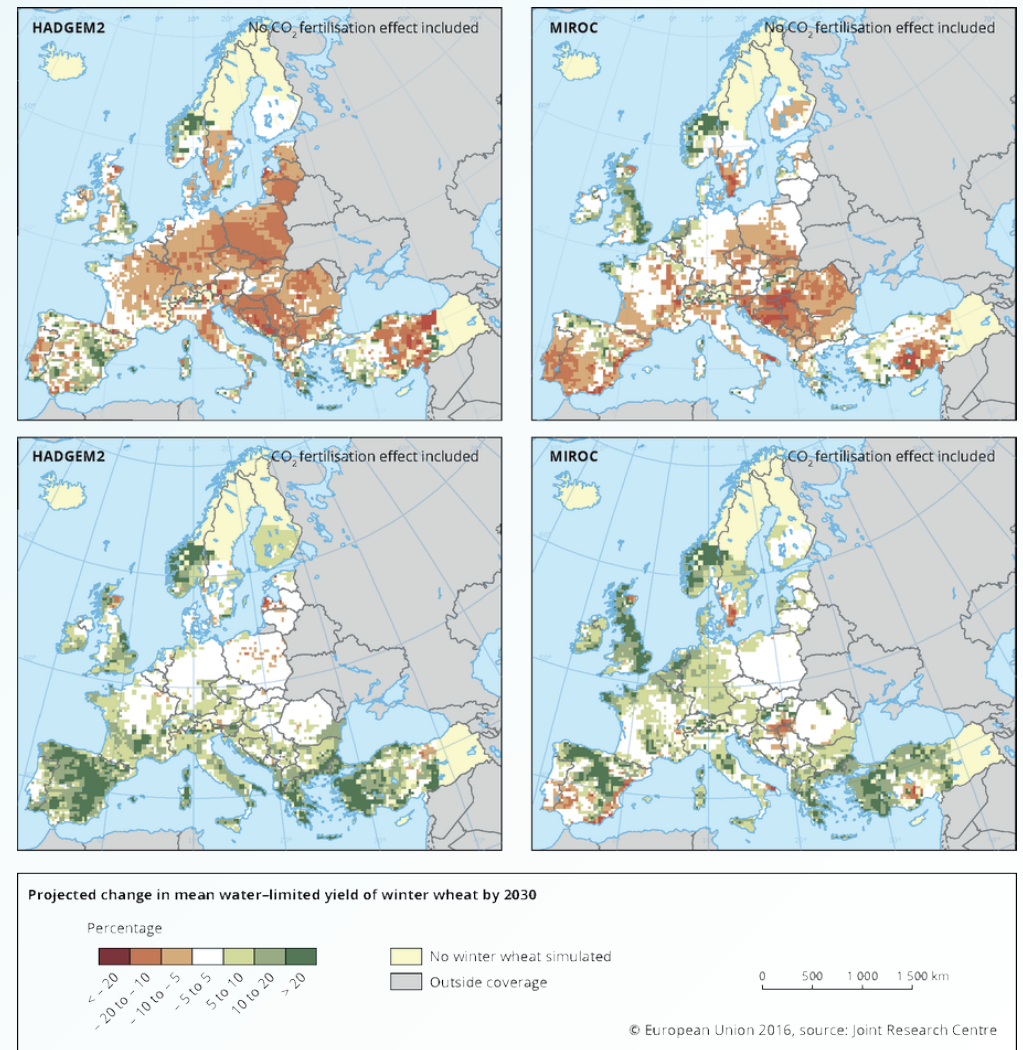 HADGEM2
No CO2 fertilisation effect included
MIROC
No CO2 fertilisation effect included
HADGEM2
CO2 fertilisation effect included
MIROC
CO2 fertilisation effect included
Projected change in mean water–limited yield of winter wheat by 2030
Percentage
< - 20
- 20 to - 10
- 10 to - 5
- 5 to 5
5 to 10
10 to 20
> 20
No winter wheat simulated
Outside coverage
0 500 1 000 1 500 km
© European Union 2016, source: Joint Research Centre